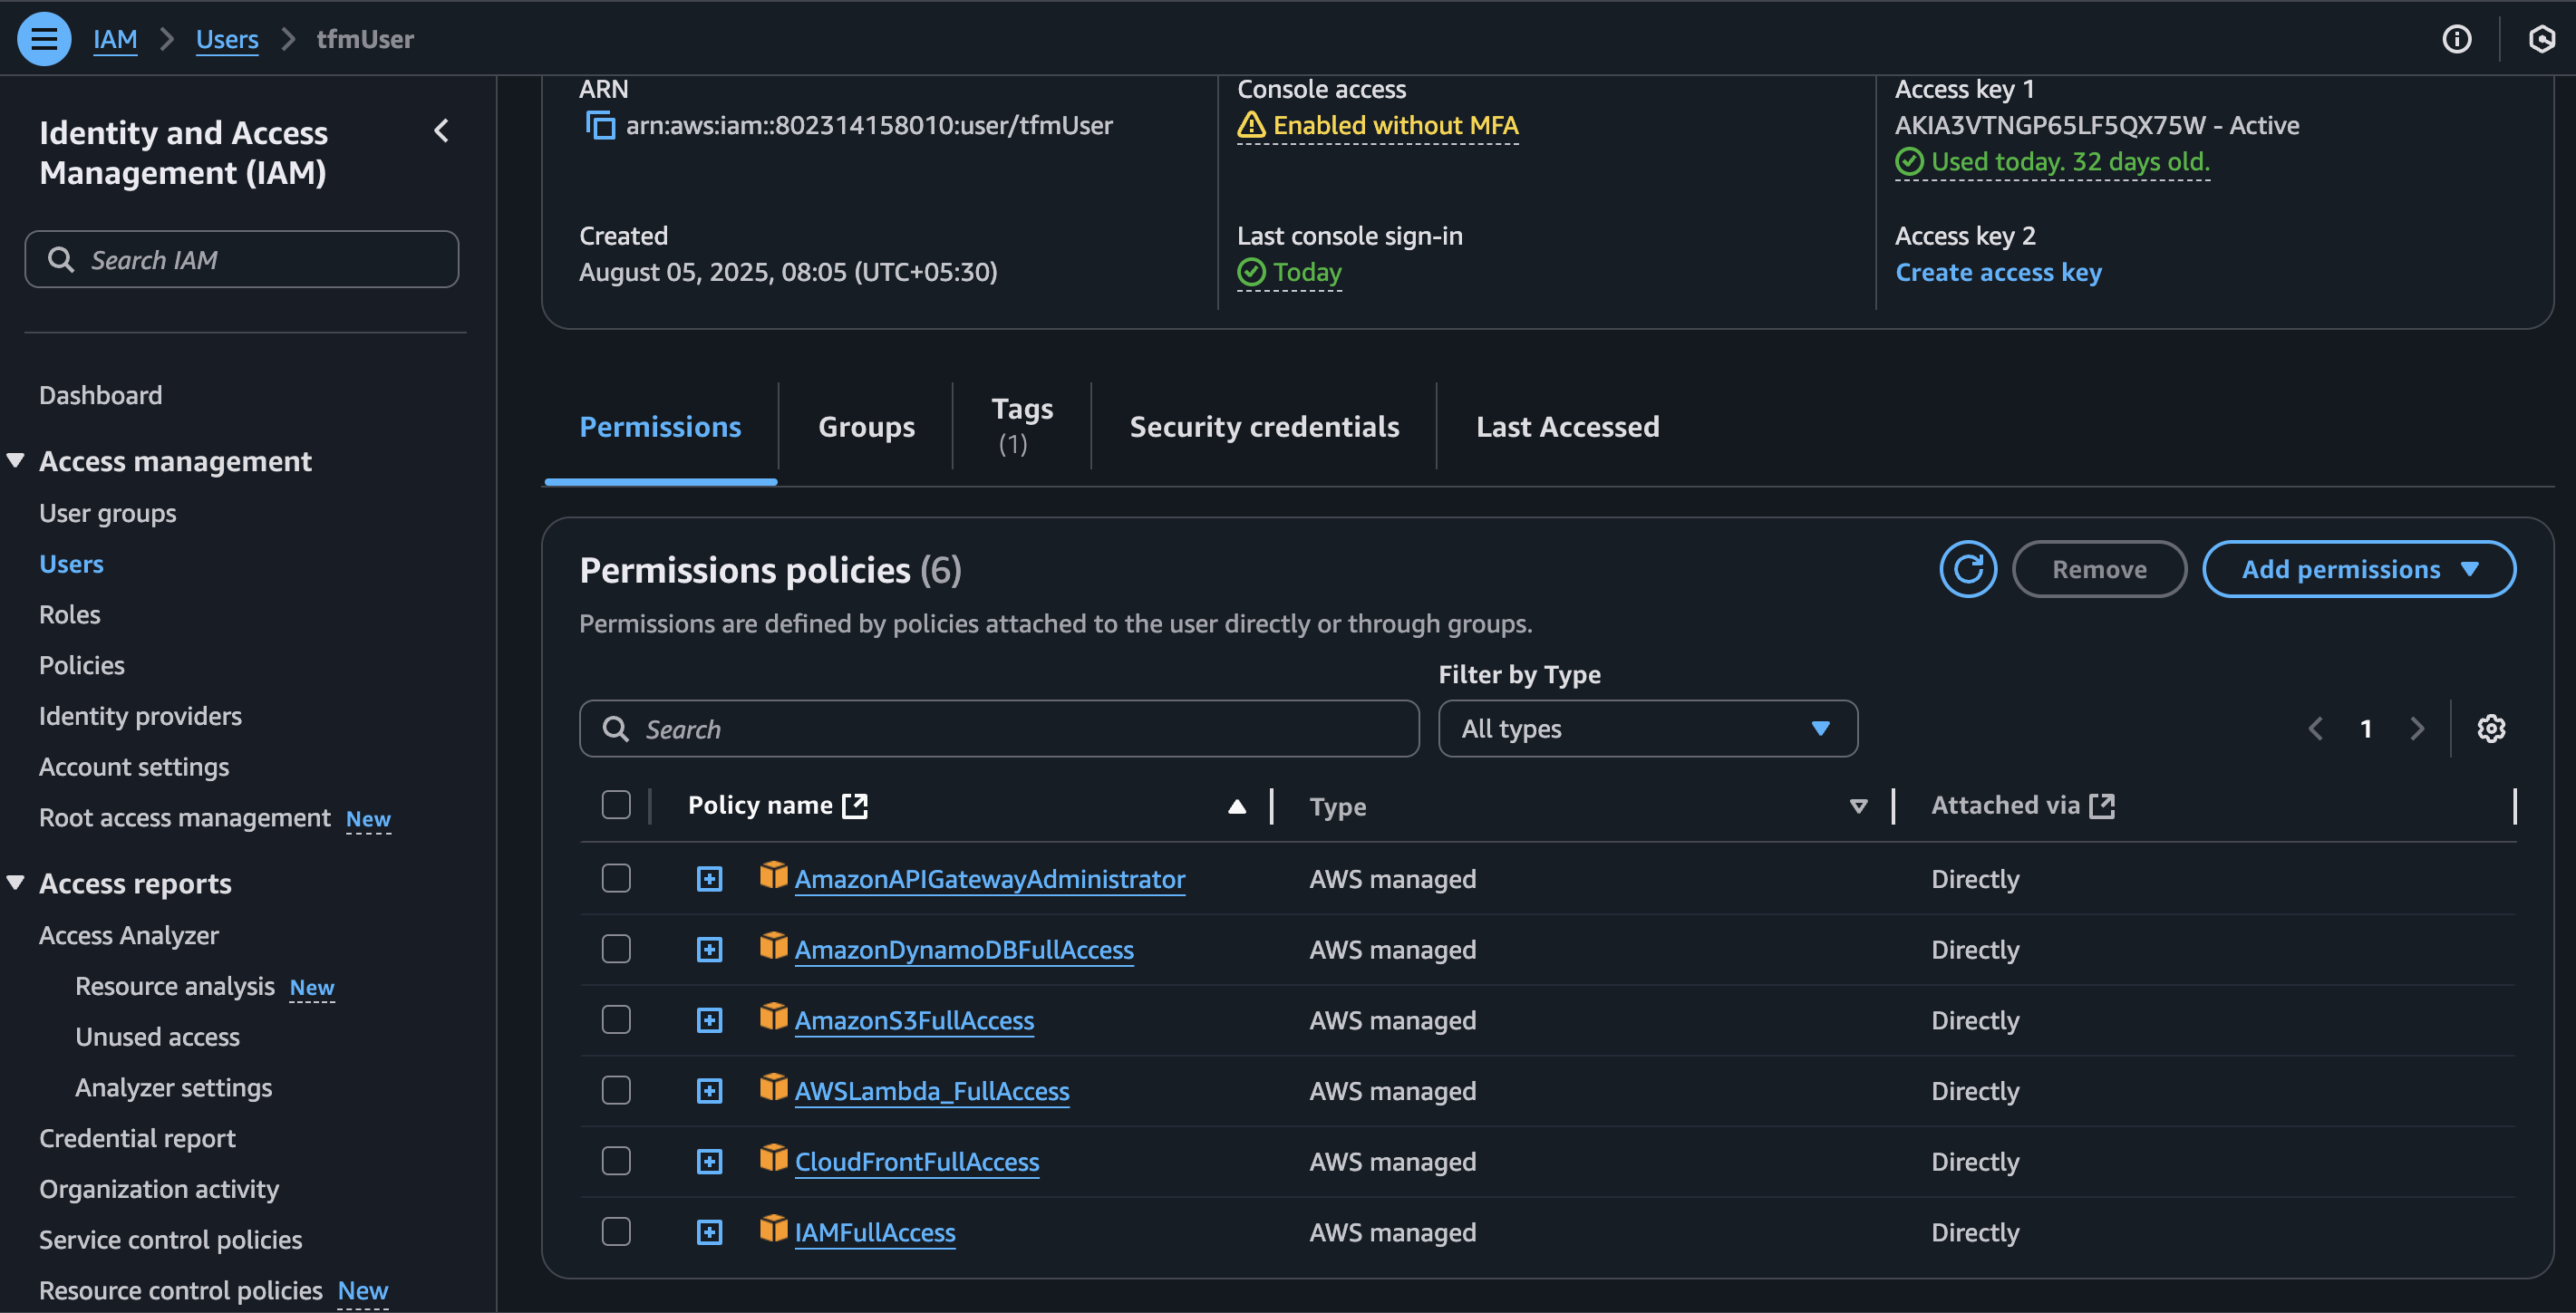 IAM
Users
tfmUser
Identity and Access
Management (IAM)
Search IAM
Dashboard
Access management
User groups
Users
Roles
Policies
Identity providers
Account settings
Root access management New
Access reports
Access Analyzer
Resource analysis New
Unused access
Analyzer settings
Credential report
Organization activity
Service control policies
Resource control policies New
ARN
arn:aws:iam::802314158010:user/tfmUser
Created
August 05, 2025, 08:05 (UTC+05:30)
Console access
Enabled without MFA
Last console sign-in
Today
Access key 1
AKIA3VTNGP65LF5QX75W - Active
Used today. 32 days old.
Access key 2
Create access key
Permissions
Groups
Tags
(1)
Security credentials
Last Accessed
Permissions policies (6)
Remove
Add permissions
Permissions are defined by policies attached to the user directly or through groups.
Filter by Type
Search
All types
1
Policy name Type Attached via
AmazonAPIGatewayAdministrator AWS managed Directly
AmazonDynamoDBFullAccess AWS managed Directly
AmazonS3FullAccess AWS managed Directly
AWSLambda_FullAccess AWS managed Directly
CloudFrontFullAccess AWS managed Directly
IAMFullAccess AWS managed Directly